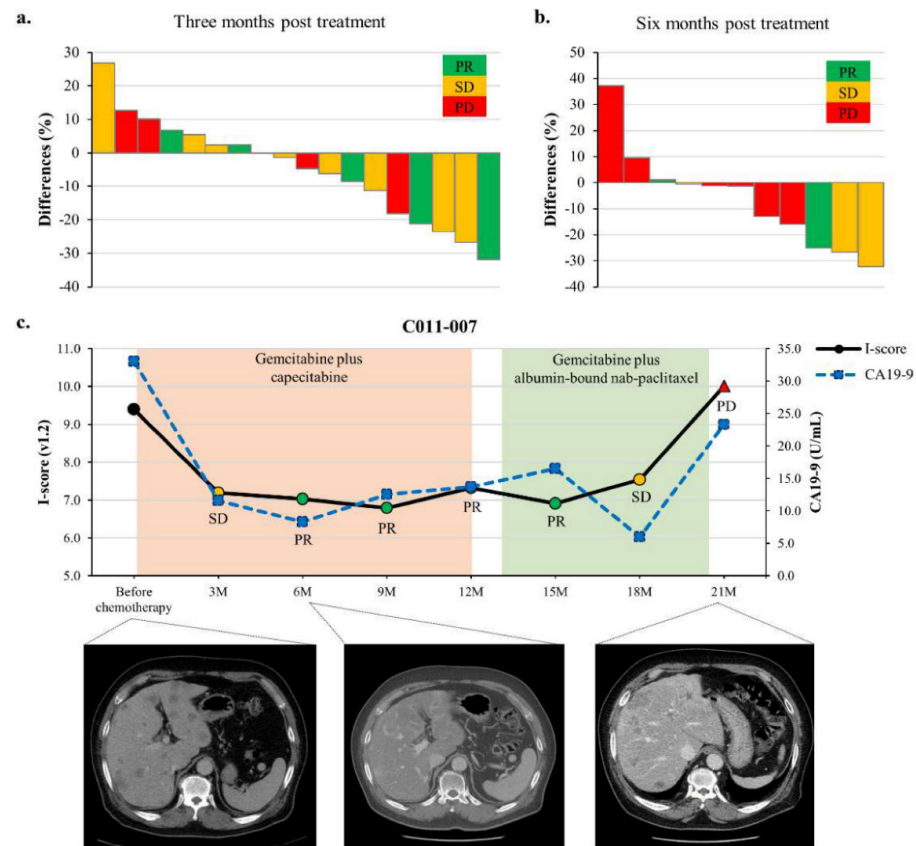 a.
Three months post treatment
Differences (%)
30
20
10
0
-10
-20
-30
-40
PR
SD
PD
b.
Six months post treatment
Differences (%)
50
40
30
20
10
0
-10
-20
-30
-40
PR
SD
PD
c.
C011-007
I-score (v1.2)
11.0
10.0
9.0
8.0
7.0
6.0
5.0
Gemcitabine plus
capecitabine
Gemcitabine plus
albumin-bound nab-paclitaxel
SD
PR
PR
PR
PR
SD
PD
35.0
30.0
25.0
20.0
15.0
10.0
5.0
0.0
CA19-9 (U/mL)
I-score
CA19-9
Before
chemotherapy
3M
6M
9M
12M
15M
18M
21M